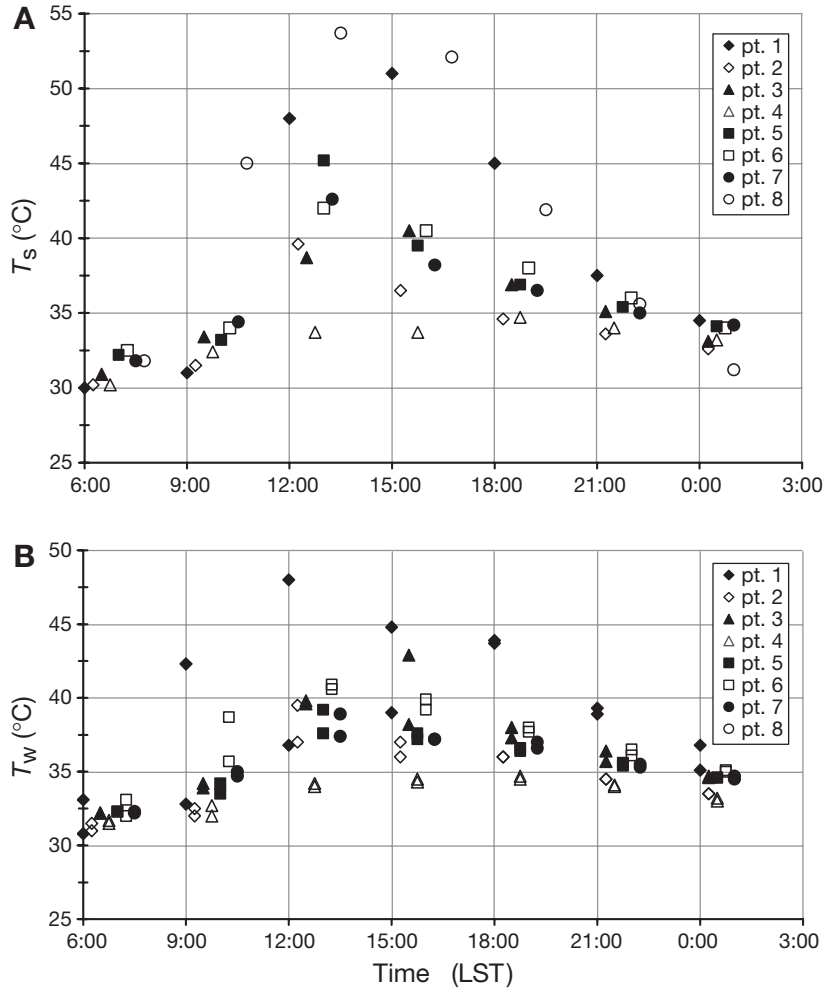 A
55
50
45
40
35
30
25
Ts (°C)
pt. 1
pt. 2
pt. 3
pt. 4
pt. 5
pt. 6
pt. 7
pt. 8
6:00 9:00 12:00 15:00 18:00 21:00 0:00 3:00
B
50
45
40
35
30
25
Tw (°C)
pt. 1
pt. 2
pt. 3
pt. 4
pt. 5
pt. 6
pt. 7
pt. 8
6:00 9:00 12:00 15:00 18:00 21:00 0:00 3:00
Time (LST)